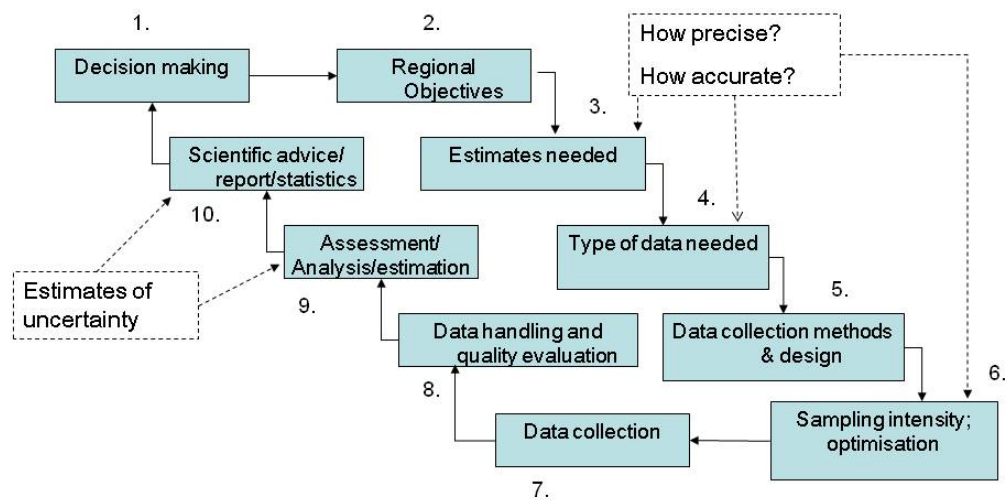 1.
Decision making
2.
Regional
Objectives
How precise?
How accurate?
3.
Estimates needed
4.
Type of data needed
5.
Data collection methods
& design
6.
Sampling intensity;
optimisation
7.
Data collection
8.
Data handling and
quality evaluation
9.
Assessment/
Analysis/estimation
10.
Scientific advice/
report/statistics
Estimates of
uncertainty